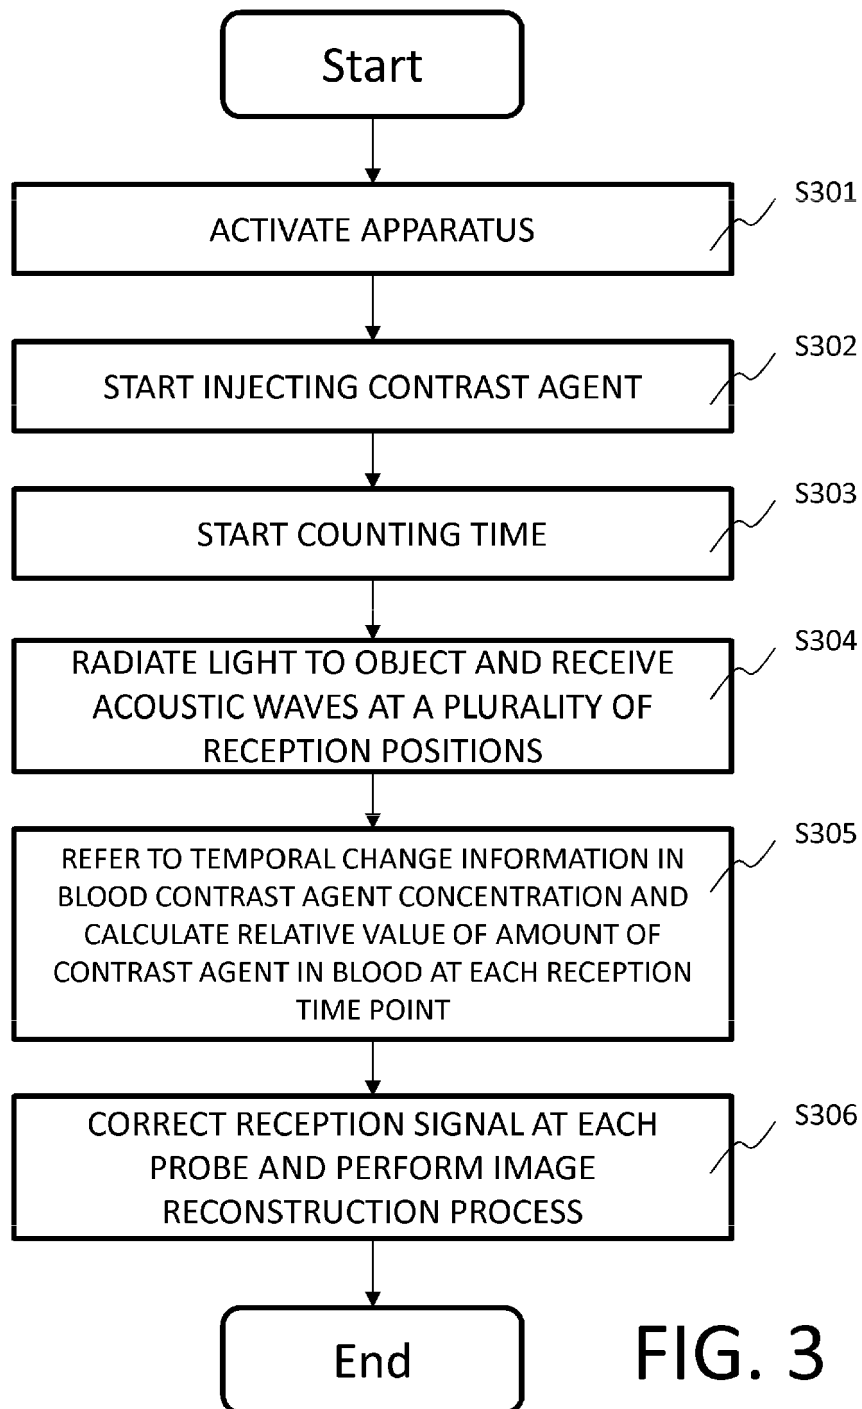 Start
S301
ACTIVATE APPARATUS
S302
START INJECTING CONTRAST AGENT
S303
START COUNTING TIME
S304
RADIATE LIGHT TO OBJECT AND RECEIVE
ACOUSTIC WAVES AT A PLURALITY OF
RECEPTION POSITIONS
S305
REFER TO TEMPORAL CHANGE INFORMATION IN
BLOOD CONTRAST AGENT CONCENTRATION AND
CALCULATE RELATIVE VALUE OF AMOUNT OF
CONTRAST AGENT IN BLOOD AT EACH RECEPTION
TIME POINT
S306
CORRECT RECEPTION SIGNAL AT EACH
PROBE AND PERFORM IMAGE
RECONSTRUCTION PROCESS
End
FIG. 3